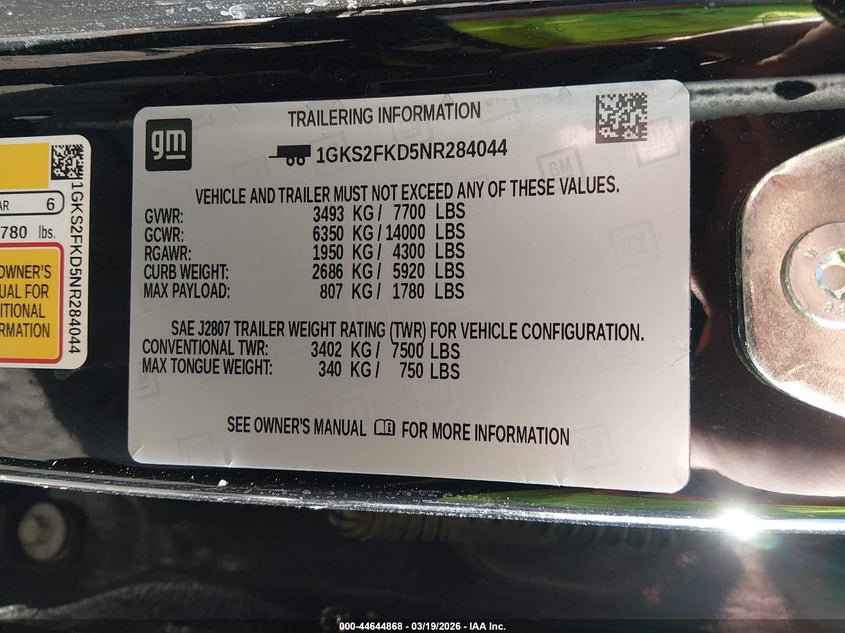 gm
TRAILERING INFORMATION
1GKS2FKD5NR284044
VEHICLE AND TRAILER MUST NOT EXCEED ANY OF THESE VALUES.
GVWR: 3493 KG / 7700 LBS
GCWR: 6350 KG / 14000 LBS
RGAWR: 1950 KG / 4300 LBS
CURB WEIGHT: 2686 KG / 5920 LBS
MAX PAYLOAD: 807 KG / 1780 LBS
SAE J2807 TRAILER WEIGHT RATING (TWR) FOR VEHICLE CONFIGURATION.
CONVENTIONAL TWR: 3402 KG / 7500 LBS
MAX TONGUE WEIGHT: 340 KG / 750 LBS
SEE OWNER'S MANUAL FOR MORE INFORMATION
AR 6
780 lbs.
OWNER'S
UAL FOR
ITIONAL
RMATION
1GKS2FKD5NR284044
000-44644868 - 03/19/2026 - IAA Inc.